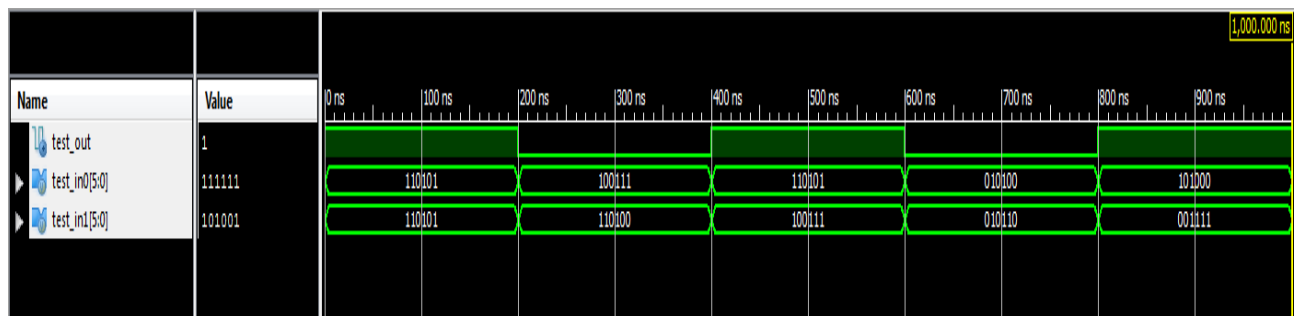 1,000.000 ns
Name Value 0 ns 100 ns 200 ns 300 ns 400 ns 500 ns 600 ns 700 ns 800 ns 900 ns
test_out 1
test_in0[5:0] 111111 110101 100111 110101 010100 101000
test_in1[5:0] 101001 110101 110100 100111 010110 001111